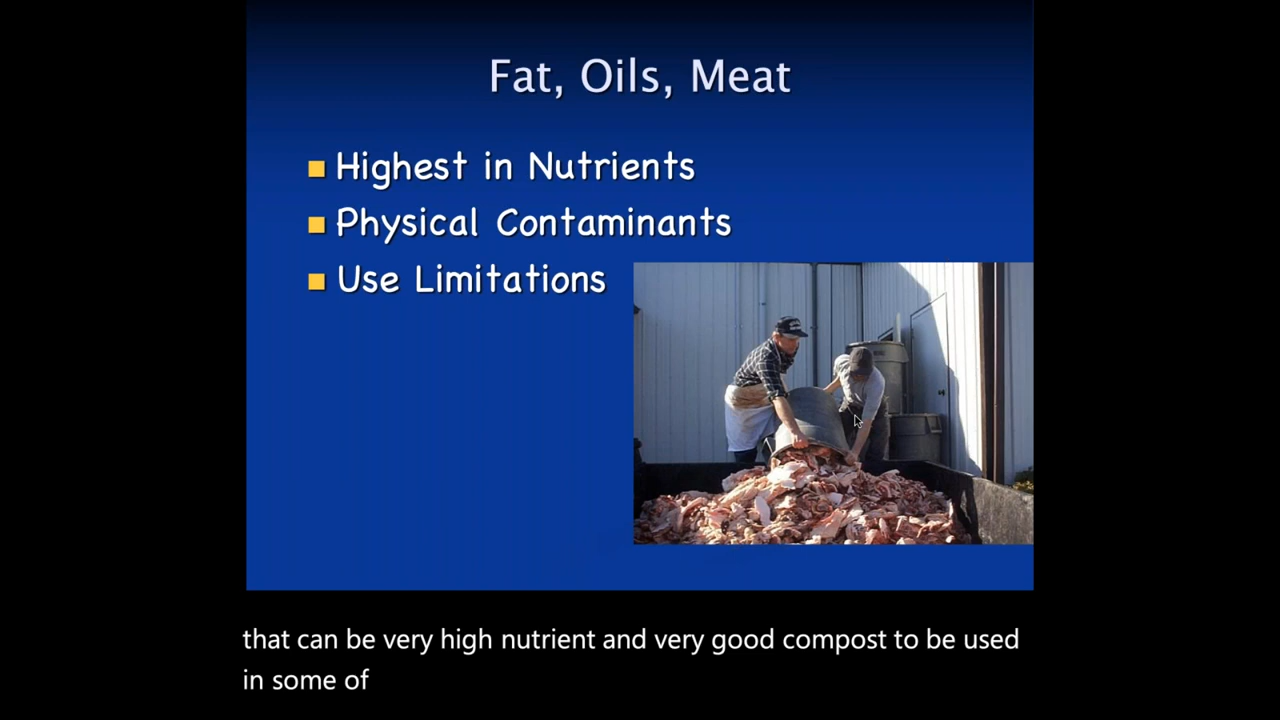 Fat, Oils, Meat
Highest in Nutrients
Physical Contaminants
Use Limitations
that can be very high nutrient and very good compost to be used
in some of